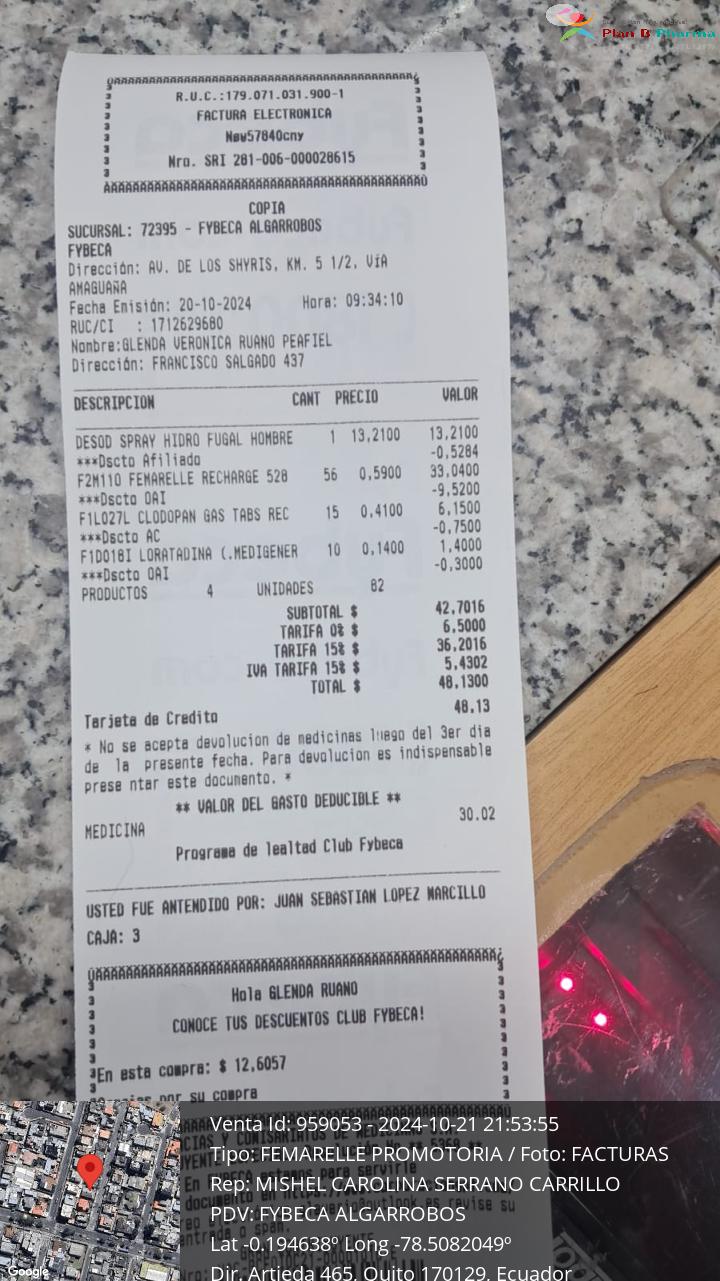 Plan B Pharma
R.U.C.:179.071.031.900-1
FACTURA ELECTRONICA
Nøw57840cny
Nro. SRI 281-006-000028615
COPIA
SUCURSAL: 72395 - FYBECA ALGARROBOS
FYBECA
Dirección: AV. DE LOS SHYRIS, KM. 5 1/2, VíA
AMAGUAÑA
Fecha Emisión: 20-10-2024 Hora: 09:34:10
RUC/CI : 1712629680
Nombre:GLENDA VERONICA RUANO PEAFIEL
Dirección: FRANCISCO SALGADO 437
DESCRIPCION CANT PRECIO VALOR
DESOD SPRAY HIDRO FUGAL HOMBRE 1 13,2100 13,2100
***Dscto Afiliado -0,5284
F2M110 FEMARELLE RECHARGE 528 56 0,5900 33,0400
***Dscto OAI -9,5200
F1L027L CLODOPAN GAS TABS REC 15 0,4100 6,1500
***Dscto AC -0,7500
F1D018I LORATADINA (.MEDIGENER 10 0,1400 1,4000
***Dscto OAI -0,3000
PRODUCTOS 4 UNIDADES 82
SUBTOTAL $ 42,7016
TARIFA 0% $ 6,5000
TARIFA 15% $ 36,2016
IVA TARIFA 15% $ 5,4302
TOTAL $ 48,1300
Tarjeta de Credito 48.13
* No se acepta devolucion de medicinas luego del 3er dia
de la presente fecha. Para devolucion es indispensable
prese ntar este documento. *
** VALOR DEL GASTO DEDUCIBLE **
MEDICINA 30.02
Programa de lealtad Club Fybeca
USTED FUE ANTENDIDO POR: JUAN SEBASTIAN LOPEZ MARCILLO
CAJA: 3
Hola GLENDA RUANO
CONOCE TUS DESCUENTOS CLUB FYBECA!
En esta compra: $ 12,6057
por su compra
Venta Id: 959053 - 2024-10-21 21:53:55
Tipo: FEMARELLE PROMOTORIA / Foto: FACTURAS
Rep: MISHEL CAROLINA SERRANO CARRILLO
PDV: FYBECA ALGARROBOS
Lat -0.194638º Long -78.5082049º
Dir. Artieda 465, Quito 170129, Ecuador
Google